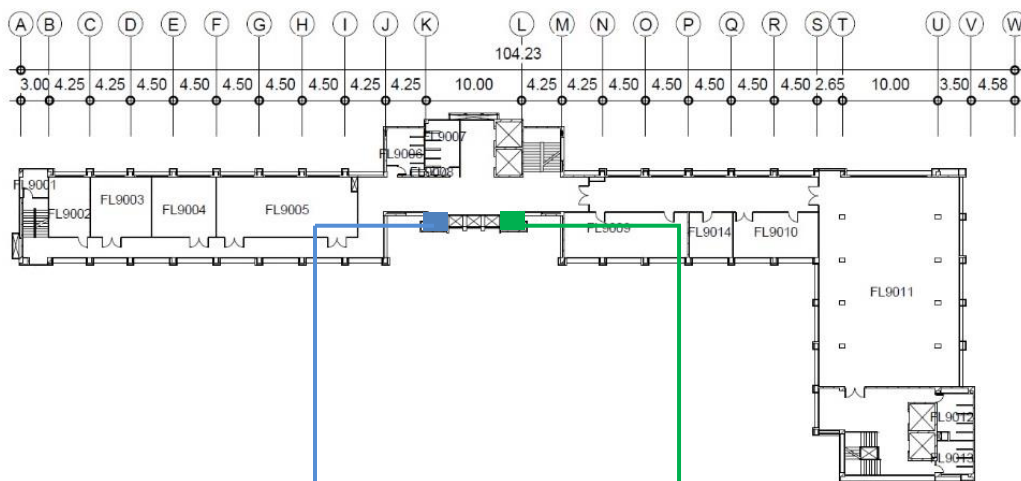 A B C D E F G H I J K L M N O P Q R S T U V W
104.23
3.00 4.25 4.25 4.50 4.50 4.50 4.50 4.50 4.25 4.25 10.00 4.25 4.25 4.50 4.50 4.50 4.50 4.50 2.65 10.00 3.50 4.58
FL9007
FL9006
FL9008
FL9001
FL9003
FL9002
FL9004
FL9005
FL9009
FL9014
FL9010
FL9011
FL9012
FL9013